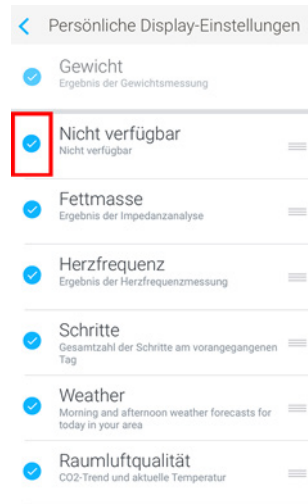 Persönliche Display-Einstellungen
Gewicht
Ergebnis der Gewichtsmessung
Nicht verfügbar
Nicht verfügbar
Fettmasse
Ergebnis der Impedanzanalyse
Herzfrequenz
Ergebnis der Herzfrequenzmessung
Schritte
Gesamtzahl der Schritte am vorangegangenen
Tag
Weather
Morning and afternoon weather forecasts for
today in your area
Raumluftqualität
CO2-Trend und aktuelle Temperatur